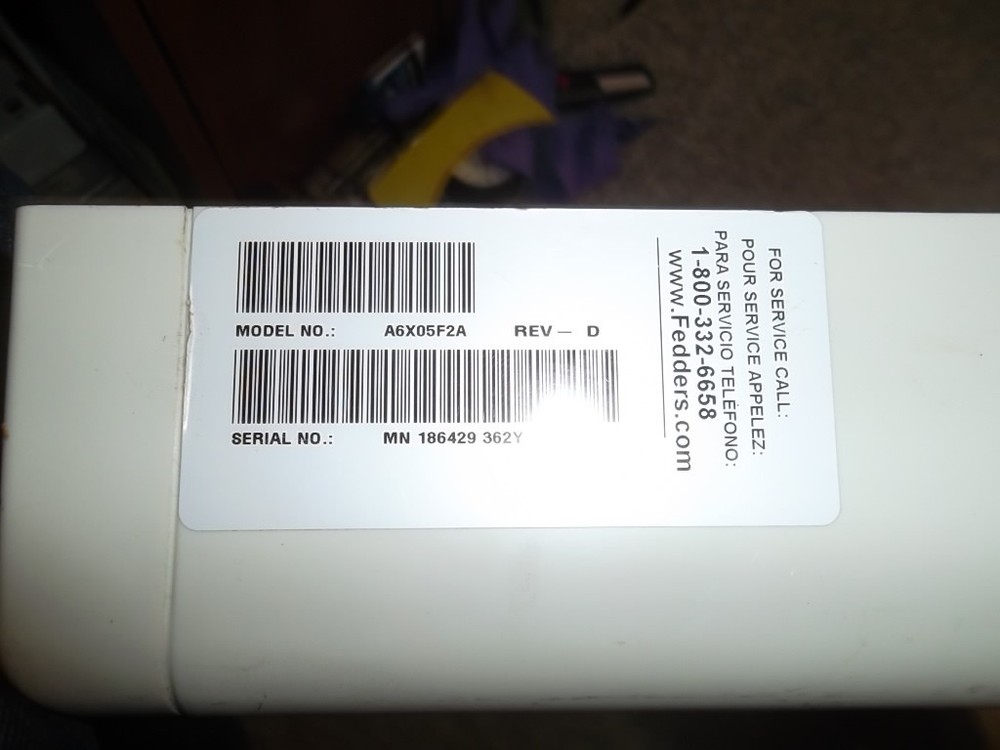 MODEL NO.: A6X05F2A REV — D
SERIAL NO.: MN 186429 362Y
FOR SERVICE CALL:
POUR SERVICE APPELEZ:
PARA SERVICIO TELÉFONO:
1-800-332-6658
www.Fedders.com